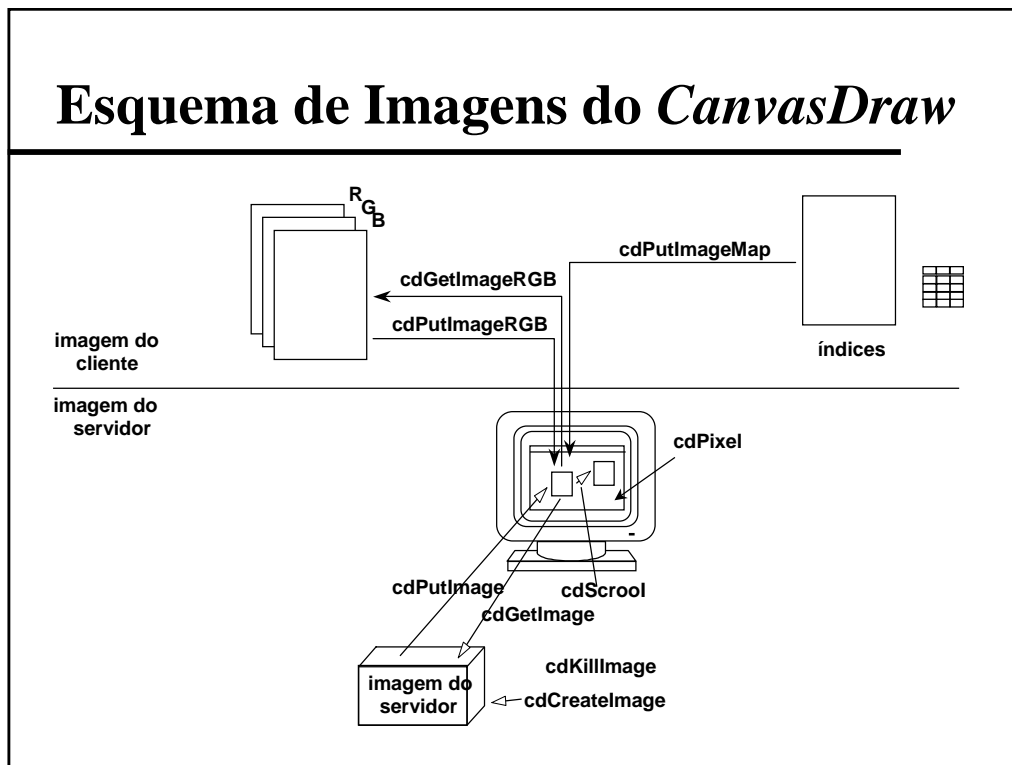 Esquema de Imagens do CanvasDraw
R
G
B
cdPutImageMap
cdGetImageRGB
cdPutImageRGB
imagem do
cliente
índices
imagem do
servidor
cdPixel
cdPutImage
cdScrool
cdGetImage
cdKillImage
imagem do
servidor
cdCreateImage